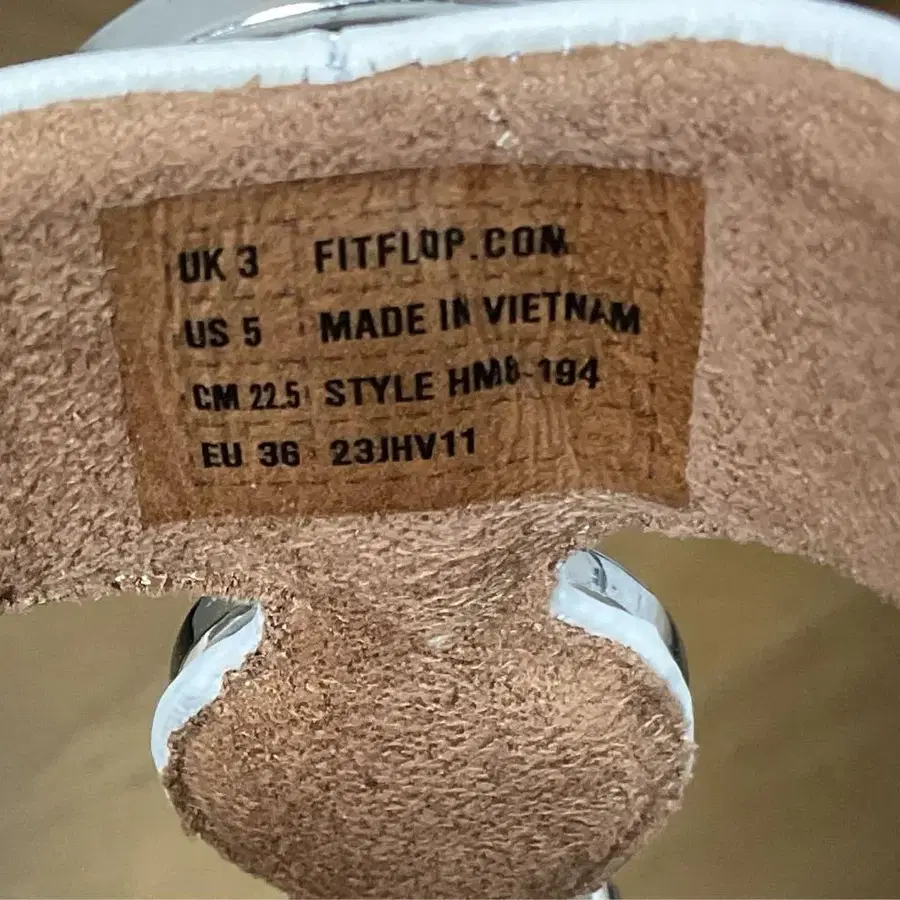 UK 3 FITFLOP.COM
US 5 MADE IN VIETNAM
CM 22.5 STYLE HM8-194
EU 36 23JHV11